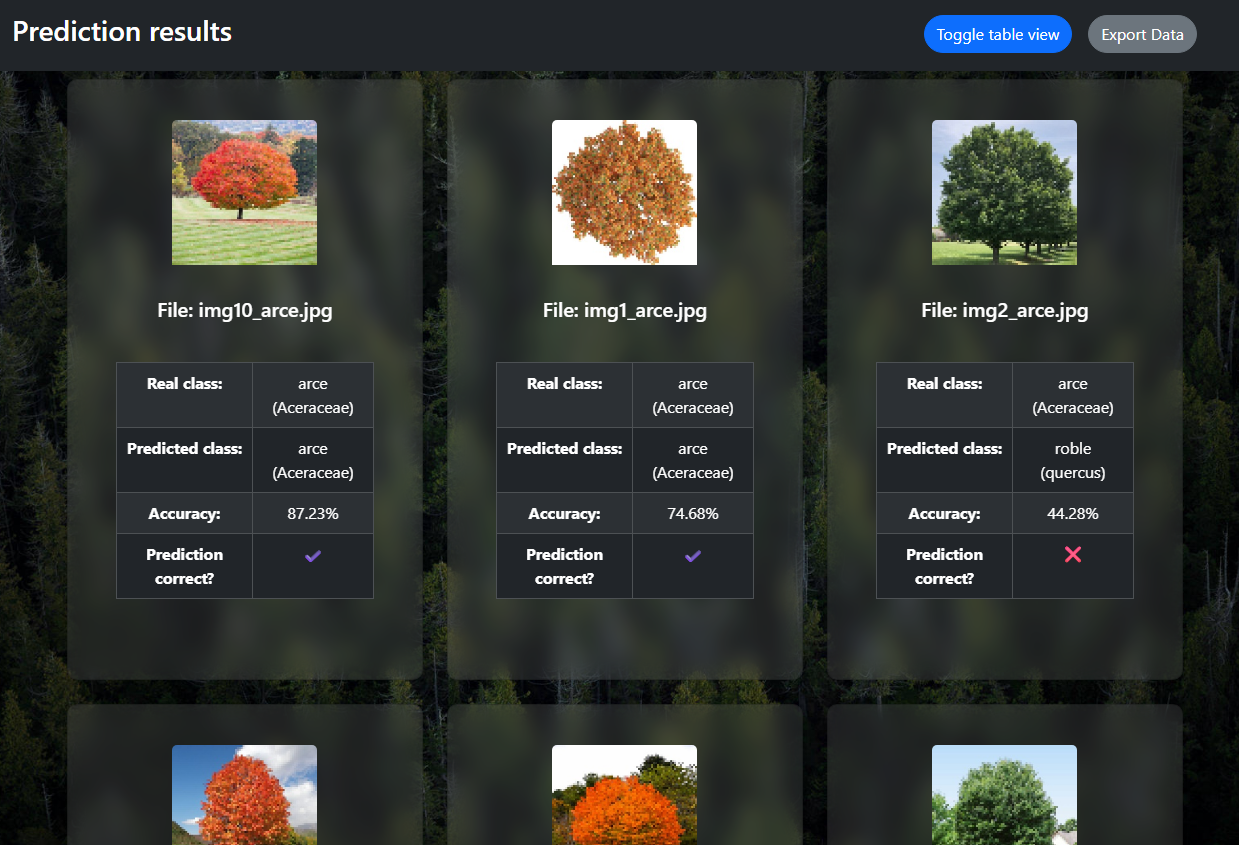 Prediction results
Toggle table view
Export Data
File: img10_arce.jpg
Real class:
arce
(Aceraceae)
Predicted class:
arce
(Aceraceae)
Accuracy:
87.23%
Prediction
correct?
File: img1_arce.jpg
Real class:
arce
(Aceraceae)
Predicted class:
arce
(Aceraceae)
Accuracy:
74.68%
Prediction
correct?
File: img2_arce.jpg
Real class:
arce
(Aceraceae)
Predicted class:
roble
(quercus)
Accuracy:
44.28%
Prediction
correct?